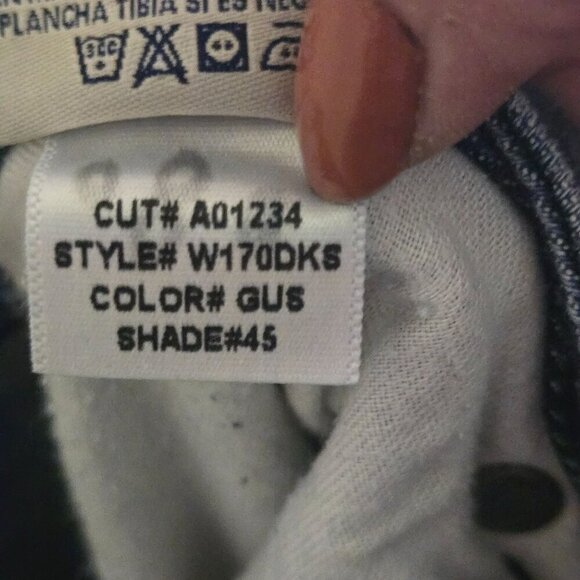 PLANCHA TIBIA SI ES NEC
CUT# A01234
STYLE# W170DKS
COLOR# GUS
SHADE#45